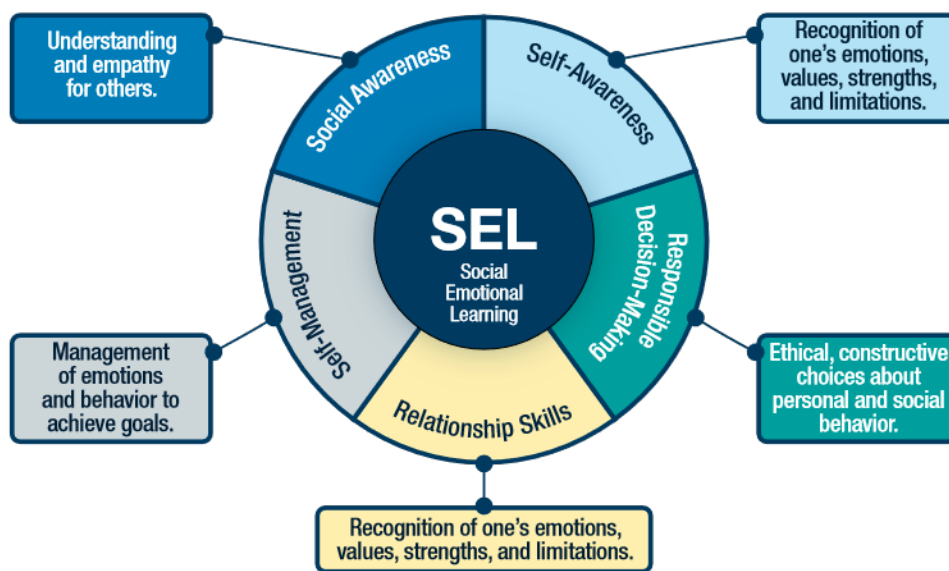 Understanding
and empathy
for others.
Social Awareness
Self-Awareness
Recognition of
one's emotions,
values, strengths,
and limitations.
SEL
Social
Emotional
Learning
Self-Management
Responsible
Decision-Making
Management
of emotions
and behavior to
achieve goals.
Relationship Skills
Ethical, constructive
choices about
personal and social
behavior.
Recognition of one's emotions,
values, strengths, and limitations.